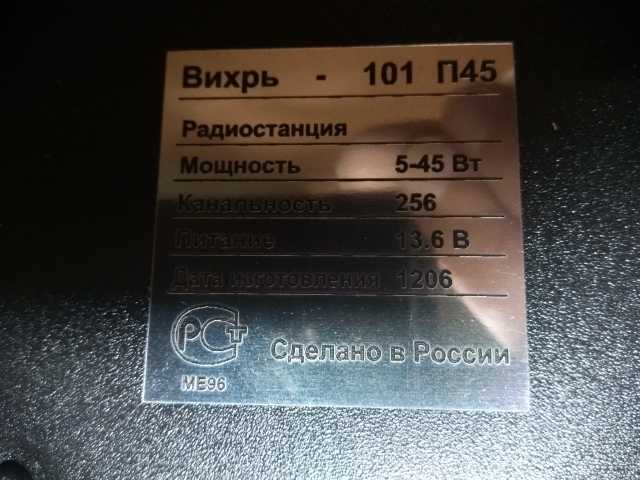 Вихрь - 101 П45
Радиостанция
Мощность 5-45 Вт
Канальность 256
Питание 13.6 В
Дата изготовления 1206
РСТ Сделано в России
МЕ96